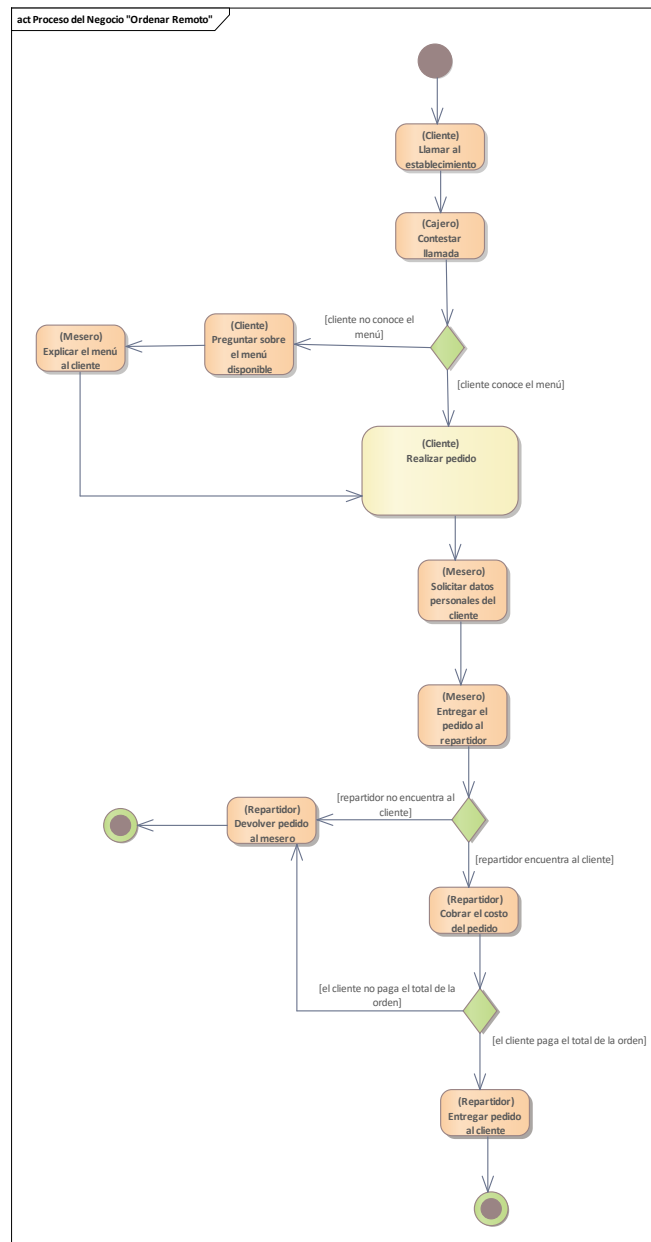 act Proceso del Negocio "Ordenar Remoto"
(Cliente)
Llamar al
establecimiento
(Cajero)
Contestar
llamada
[cliente no conoce el
menú]
(Mesero)
Explicar el menú
al cliente
(Cliente)
Preguntar sobre
el menú
disponible
[cliente conoce el menú]
(Cliente)
Realizar pedido
(Mesero)
Solicitar datos
personales del
cliente
(Mesero)
Entregar el
pedido al
repartidor
[repartidor no encuentra al
cliente]
(Repartidor)
Devolver pedido
al mesero
[repartidor encuentra al cliente]
(Repartidor)
Cobrar el costo
del pedido
[el cliente no paga el total de la
orden]
[el cliente paga el total de la orden]
(Repartidor)
Entregar pedido
al cliente